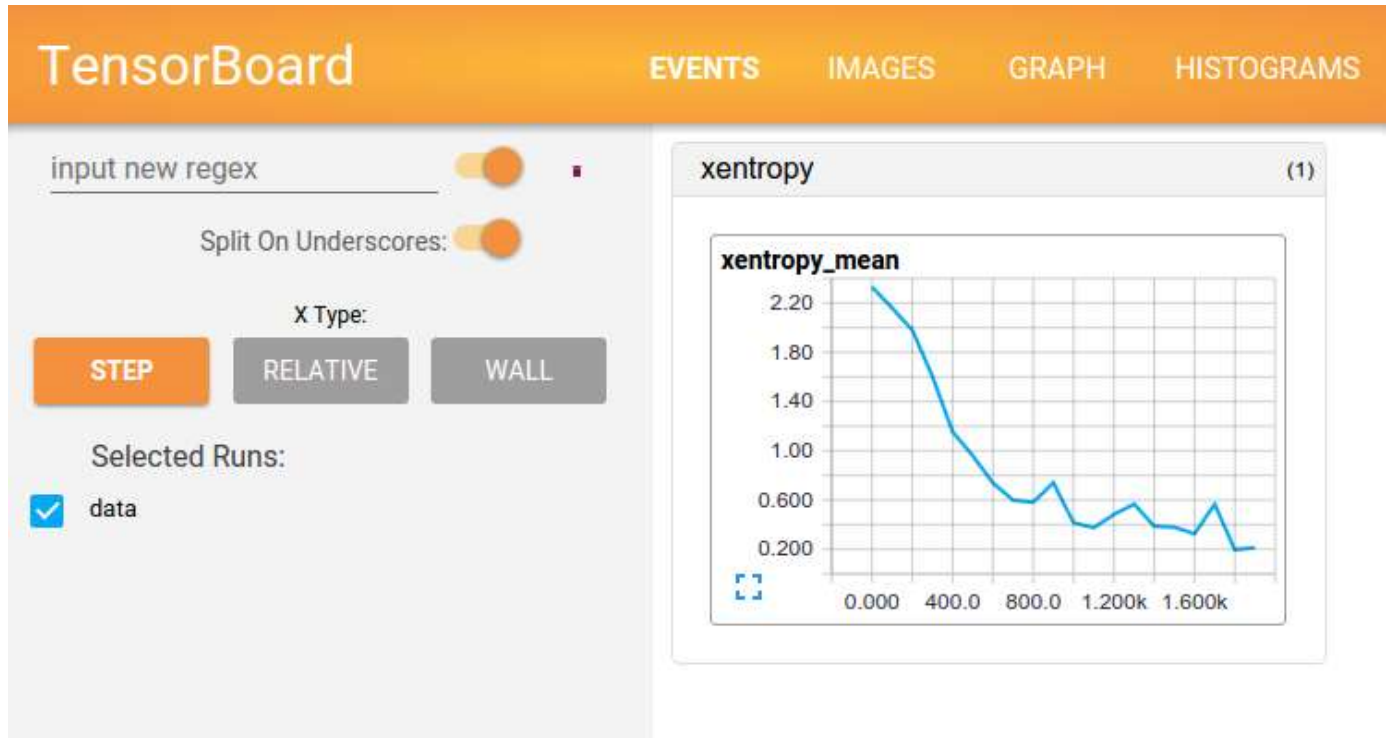 TensorBoard EVENTS IMAGES GRAPH HISTOGRAMS
input new regex
Split On Underscores:
X Type:
STEP RELATIVE WALL
Selected Runs:
data
xentropy (1)
xentropy_mean
2.20
1.80
1.40
1.00
0.600
0.200
0.000 400.0 800.0 1.200k 1.600k